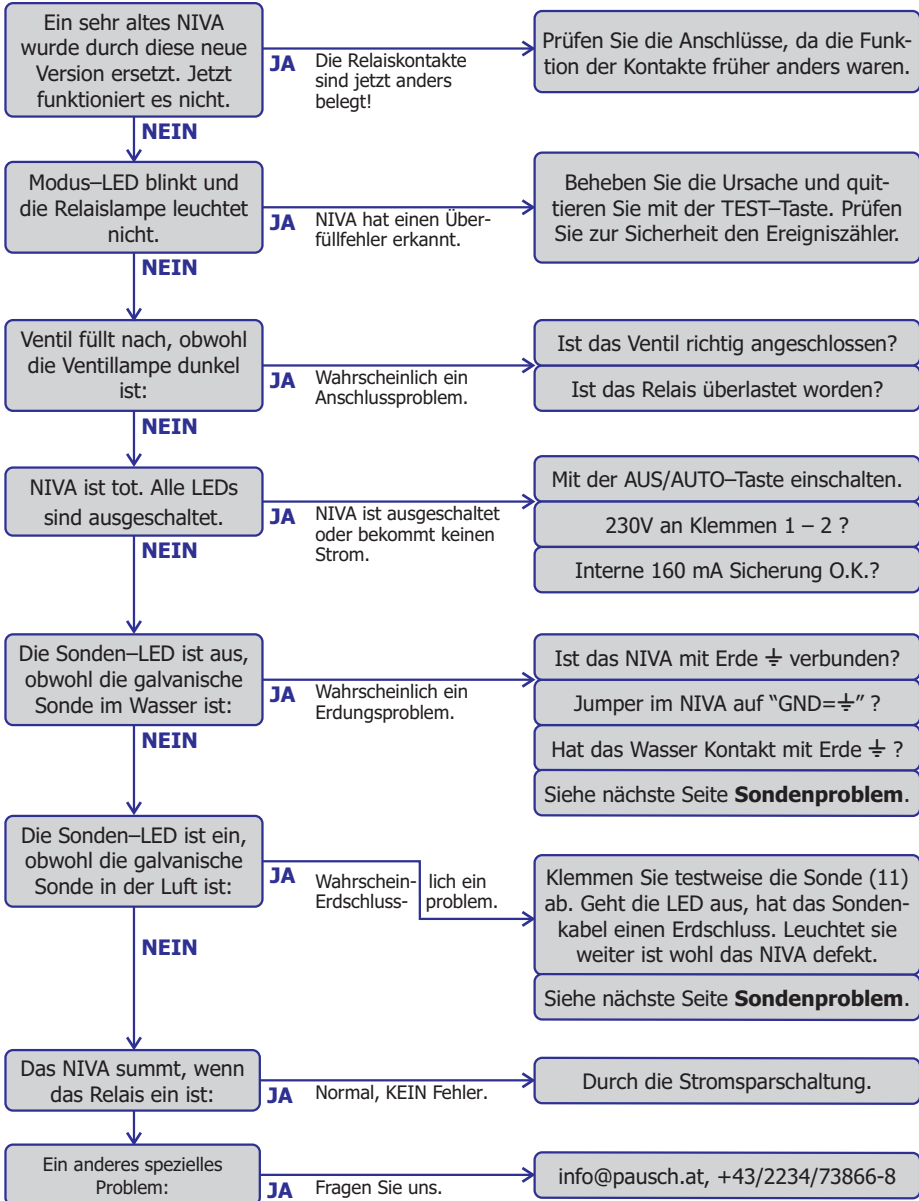 Ein sehr altes NIVA
wurde durch diese neue
Version ersetzt. Jetzt
funktioniert es nicht.
JA
Die Relaiskontakte
sind jetzt anders
belegt!
Prüfen Sie die Anschlüsse, da die Funk-
tion der Kontakte früher anders waren.
NEIN
Modus–LED blinkt und
die Relaislampe leuchtet
nicht.
JA
NIVA hat einen Über-
füllfehler erkannt.
Beheben Sie die Ursache und quit-
tieren Sie mit der TEST–Taste. Prüfen
Sie zur Sicherheit den Ereigniszähler.
NEIN
Ventil füllt nach, obwohl
die Ventillampe dunkel
ist:
JA
Wahrscheinlich ein
Anschlussproblem.
Ist das Ventil richtig angeschlossen?
Ist das Relais überlastet worden?
NEIN
NIVA ist tot. Alle LEDs
sind ausgeschaltet.
JA
NIVA ist ausgeschaltet
oder bekommt keinen
Strom.
Mit der AUS/AUTO–Taste einschalten.
230V an Klemmen 1 – 2 ?
Interne 160 mA Sicherung O.K.?
NEIN
Die Sonden–LED ist aus,
obwohl die galvanische
Sonde im Wasser ist:
JA
Wahrscheinlich ein
Erdungsproblem.
Ist das NIVA mit Erde ⏚ verbunden?
Jumper im NIVA auf “GND=⏚” ?
Hat das Wasser Kontakt mit Erde ⏚ ?
Siehe nächste Seite Sondenproblem.
NEIN
Die Sonden–LED ist ein,
obwohl die galvanische
Sonde in der Luft ist:
JA
Wahrschein- lich ein
Erdschluss- problem.
Klemmen Sie testweise die Sonde (11)
ab. Geht die LED aus, hat das Sonden-
kabel einen Erdschluss. Leuchtet sie
weiter ist wohl das NIVA defekt.
Siehe nächste Seite Sondenproblem.
NEIN
Das NIVA summt, wenn
das Relais ein ist:
JA
Normal, KEIN Fehler.
Durch die Stromsparschaltung.
Ein anderes spezielles
Problem:
JA
Fragen Sie uns.
info@pausch.at, +43/2234/73866-8